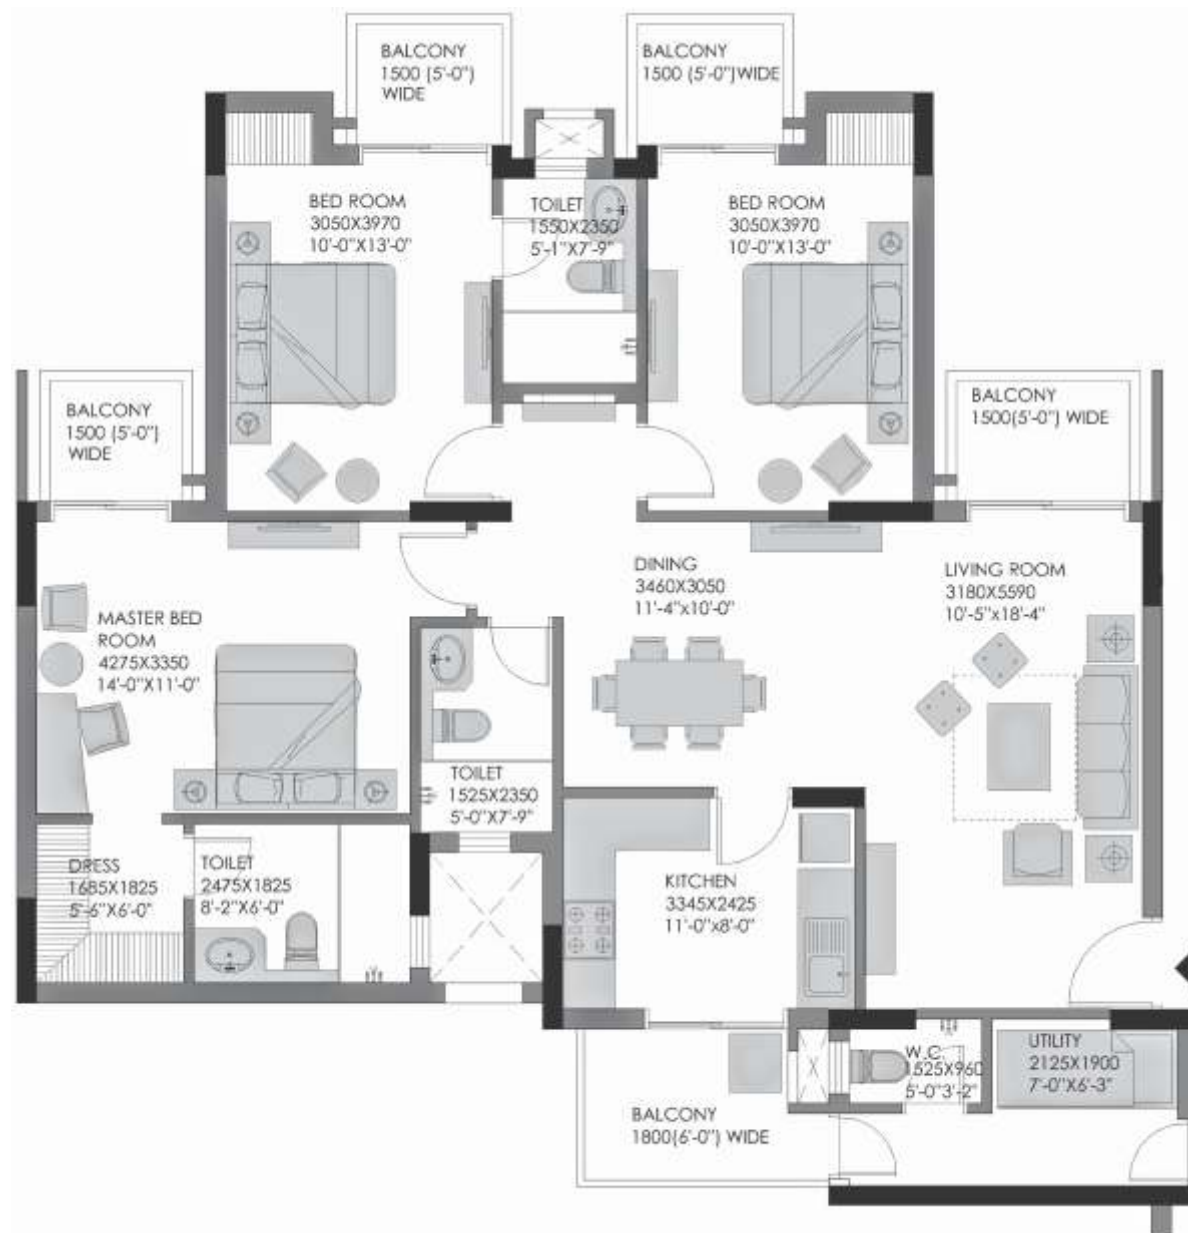 BALCONY
1500 (5'-0")
WIDE
BALCONY
1500 (5'-0")WIDE
BED ROOM
3050X3970
10'-0"X13'-0"
TOILET
1550X2350
5'-1"X7'-9"
BED ROOM
3050X3970
10'-0"X13'-0"
BALCONY
1500 (5'-0")
WIDE
BALCONY
1500(5'-0") WIDE
DINING
3460X3050
11'-4"x10'-0"
LIVING ROOM
3180X5590
10'-5"x18'-4"
MASTER BED
ROOM
4275X3350
14'-0"X11'-0"
TOILET
1525X2350
5'-0"X7'-9"
DRESS
1685X1825
5'-6"X6'-0"
TOILET
2475X1825
8'-2"X6'-0"
KITCHEN
3345X2425
11'-0"x8'-0"
W.C.
1525X960
5'-0"3'-2"
UTILITY
2125X1900
7'-0"X6'-3"
BALCONY
1800(6'-0") WIDE